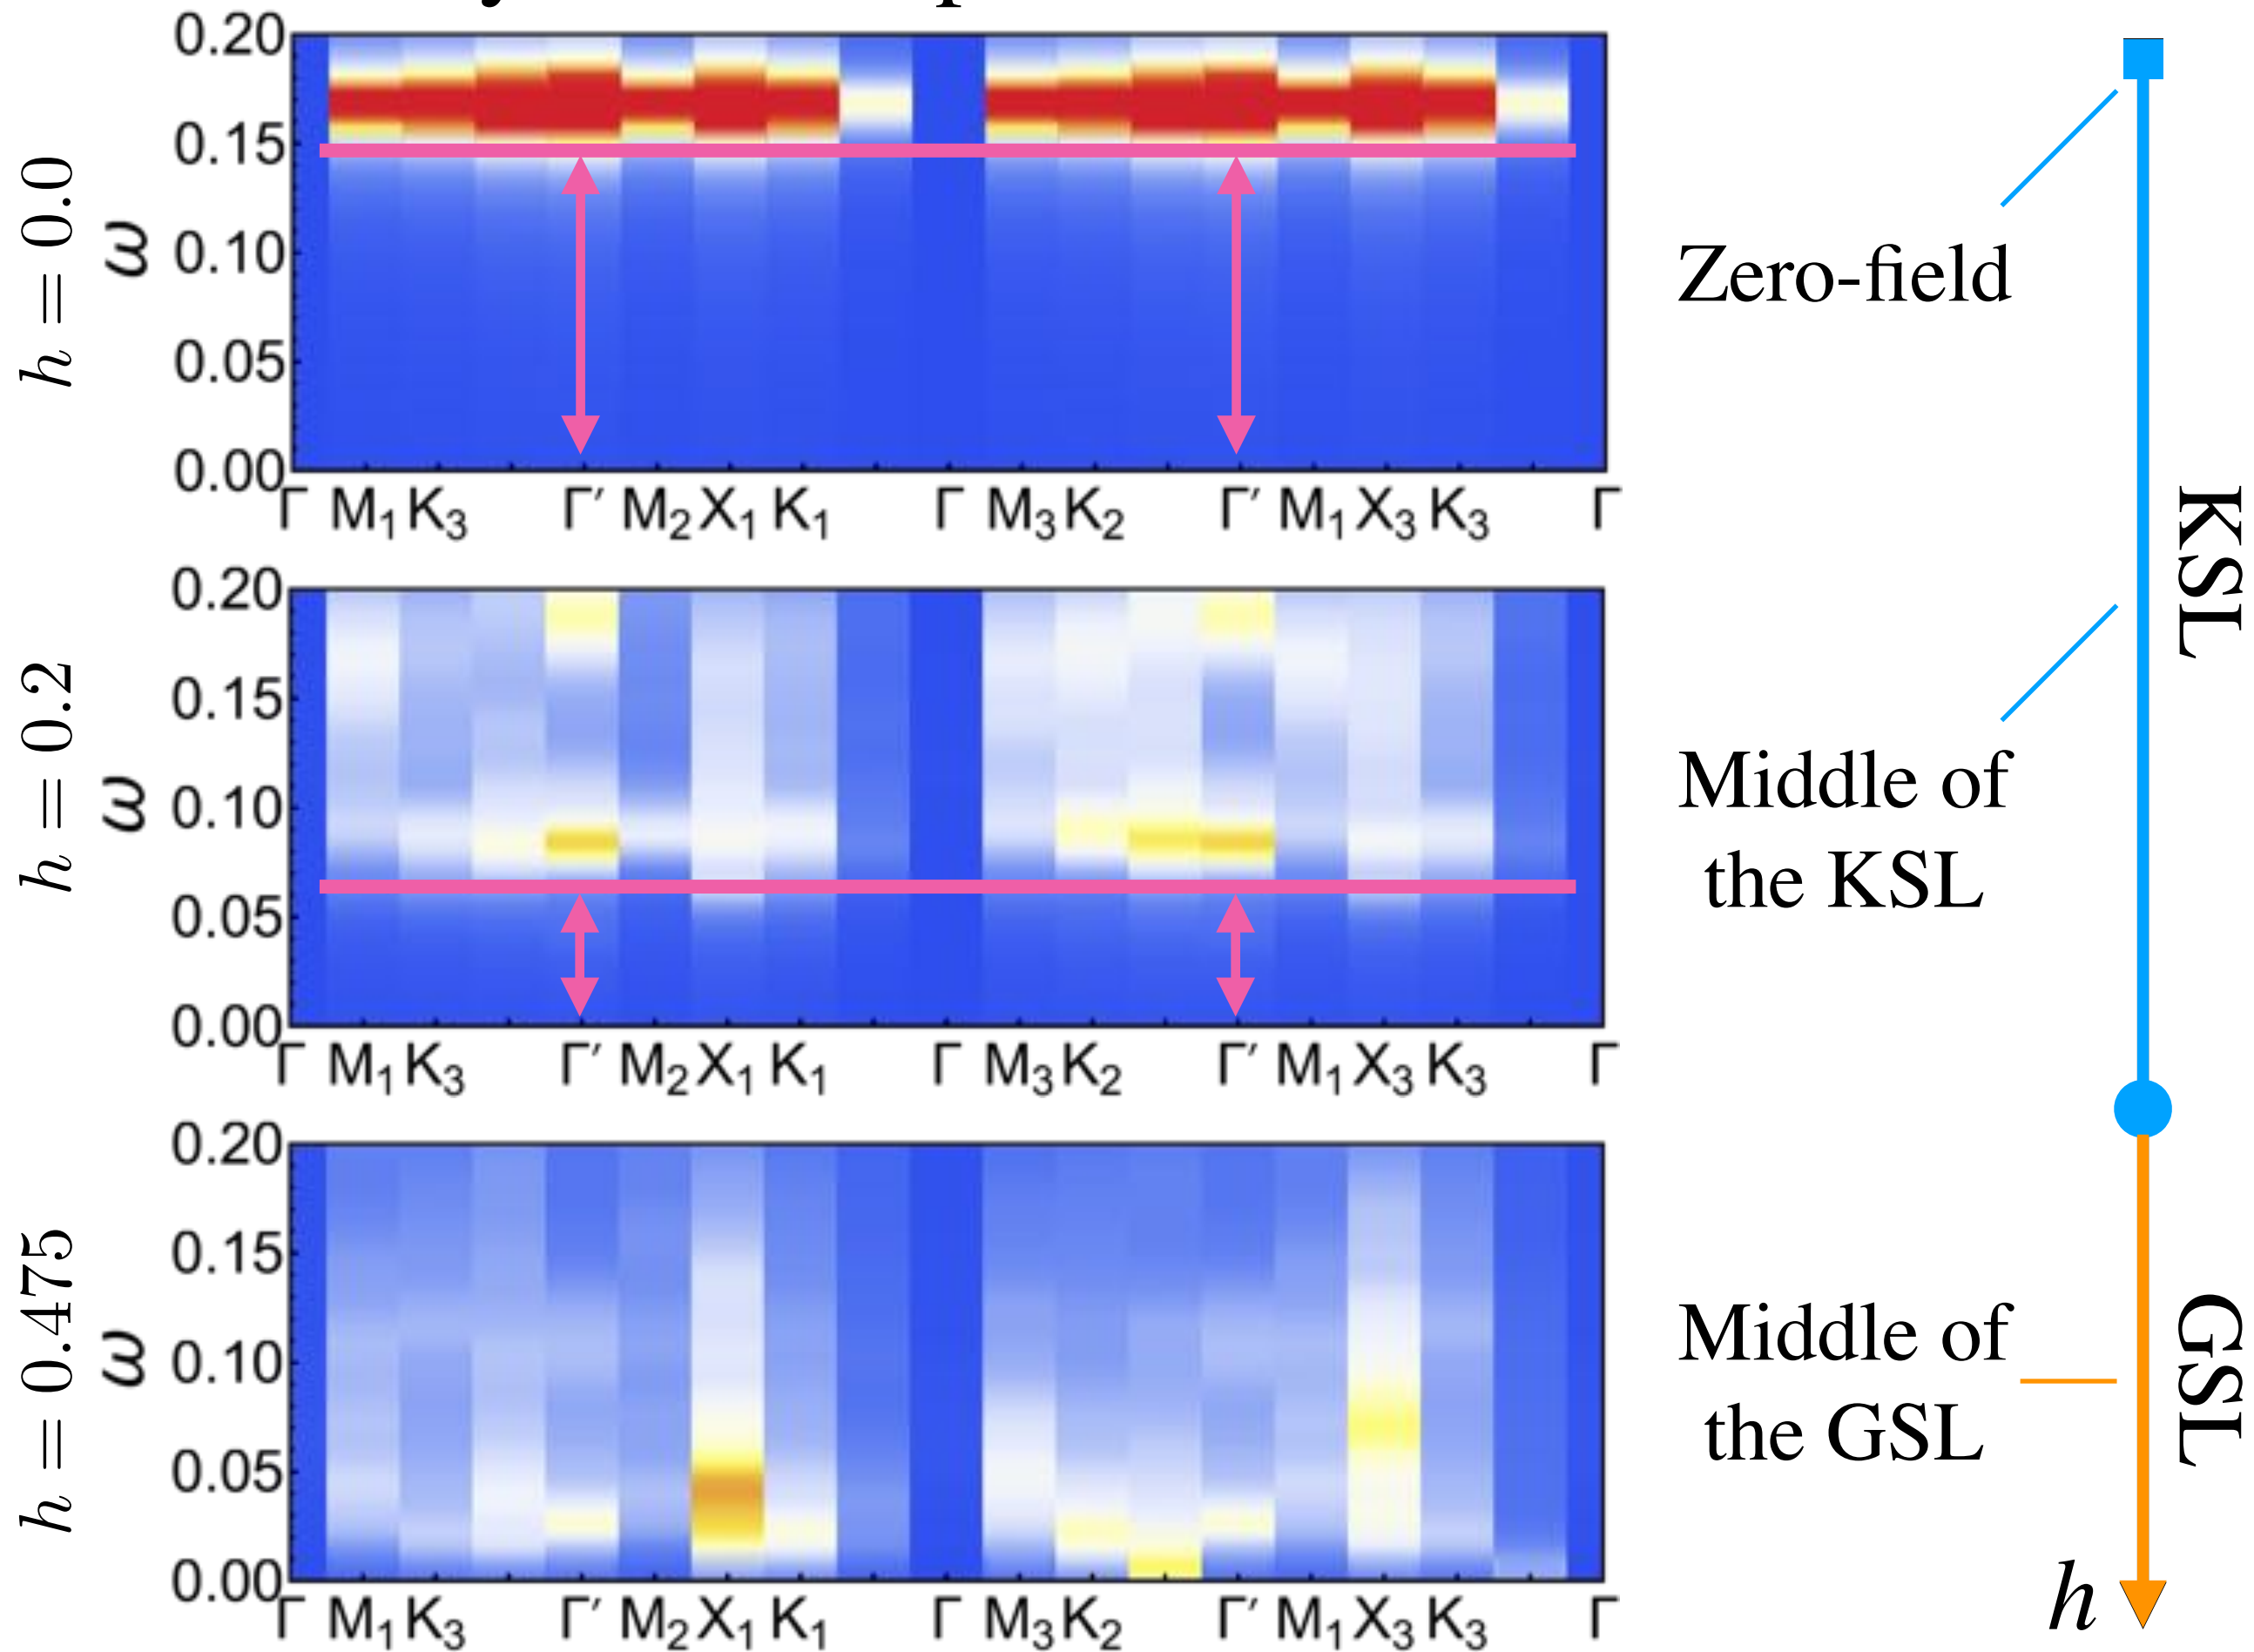 h = 0.0
ω
0.20
0.15
0.10
0.05
0.00
Γ M₁ K₃ Γ′ M₂ X₁ K₁ Γ M₃ K₂ Γ′ M₁ X₃ K₃ Γ
Zero-field
h = 0.2
ω
0.20
0.15
0.10
0.05
0.00
Γ M₁ K₃ Γ′ M₂ X₁ K₁ Γ M₃ K₂ Γ′ M₁ X₃ K₃ Γ
Middle of
the KSL
KSL
h = 0.475
ω
0.20
0.15
0.10
0.05
0.00
Γ M₁ K₃ Γ′ M₂ X₁ K₁ Γ M₃ K₂ Γ′ M₁ X₃ K₃ Γ
Middle of
the GSL
GSL
h